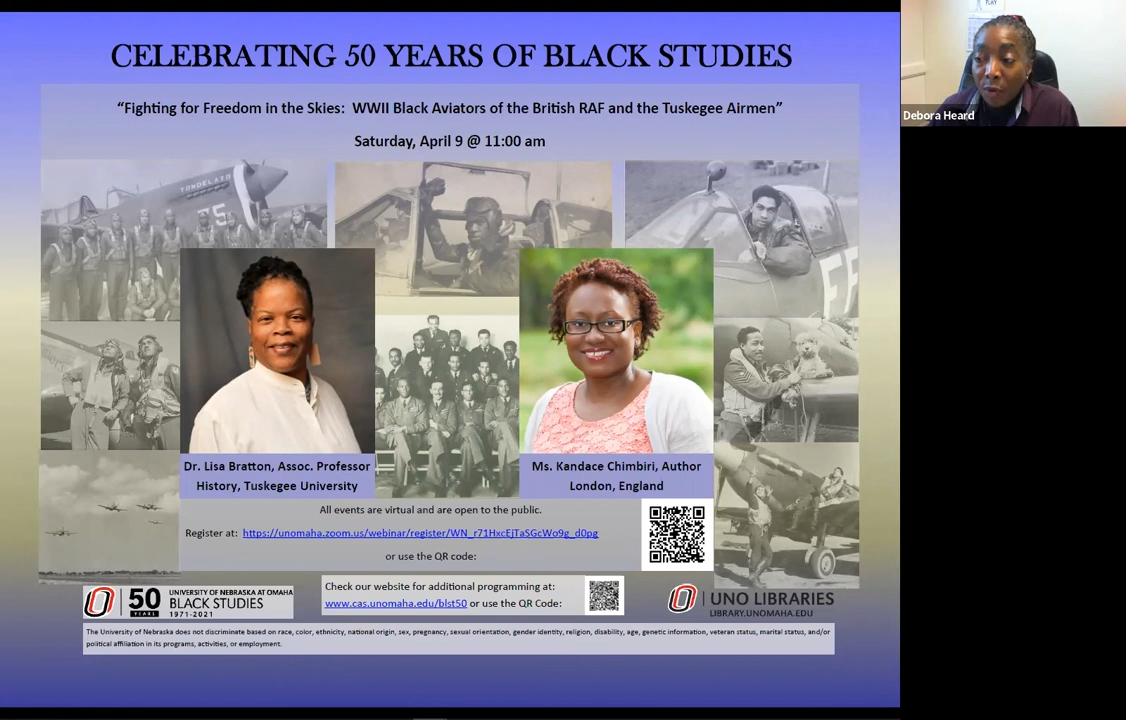 CELEBRATING 50 YEARS OF BLACK STUDIES
“Fighting for Freedom in the Skies: WWII Black Aviators of the British RAF and the Tuskegee Airmen”
Saturday, April 9 @ 11:00 am
TONDELAYO
Dr. Lisa Bratton, Assoc. Professor
History, Tuskegee University
Ms. Kandace Chimbiri, Author
London, England
All events are virtual and are open to the public.
Register at: https://unomaha.zoom.us/webinar/register/WN_r71HxcEjTaSGcWo9g_d0pg
or use the QR code:
O
50
YEARS
UNIVERSITY OF NEBRASKA AT OMAHA
BLACK STUDIES
1971-2021
Check our website for additional programming at:
www.cas.unomaha.edu/blst50 or use the QR Code:
O
UNO LIBRARIES
LIBRARY.UNOMAHA.EDU
The University of Nebraska does not discriminate based on race, color, ethnicity, national origin, sex, pregnancy, sexual orientation, gender identity, religion, disability, age, genetic information, veteran status, marital status, and/or
political affiliation in its programs, activities, or employment.
Debora Heard